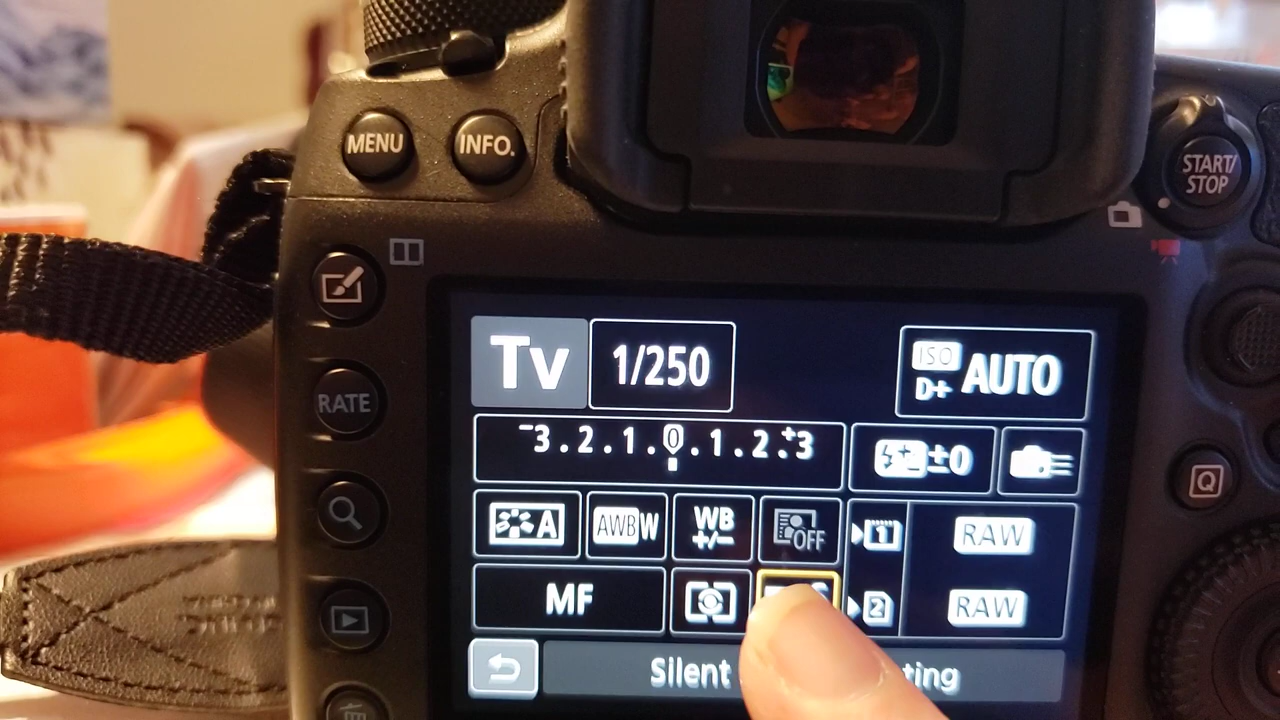 MENU
INFO.
START/
STOP
RATE
Tv
1/250
ISO
D+ AUTO
-3.2.1.0.1.2.+3
±0
A
AWB W
WB
+/-
OFF
1
RAW
MF
2
RAW
Silent
ting
Q